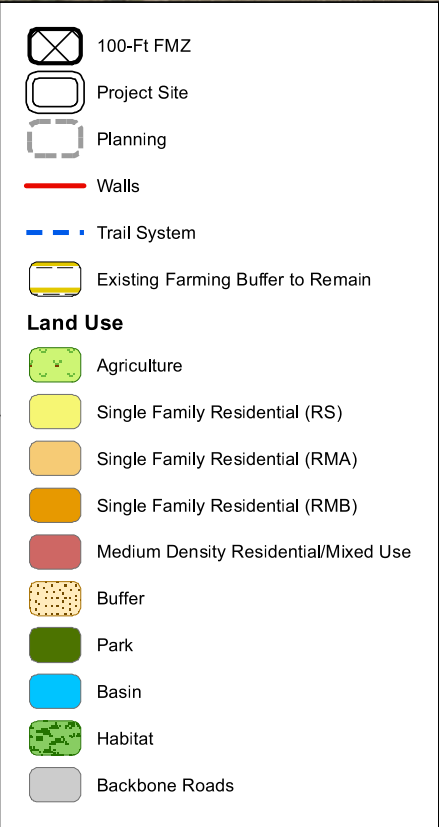 100-Ft FMZ
Project Site
Planning
Walls
Trail System
Existing Farming Buffer to Remain
Land Use
Agriculture
Single Family Residential (RS)
Single Family Residential (RMA)
Single Family Residential (RMB)
Medium Density Residential/Mixed Use
Buffer
Park
Basin
Habitat
Backbone Roads